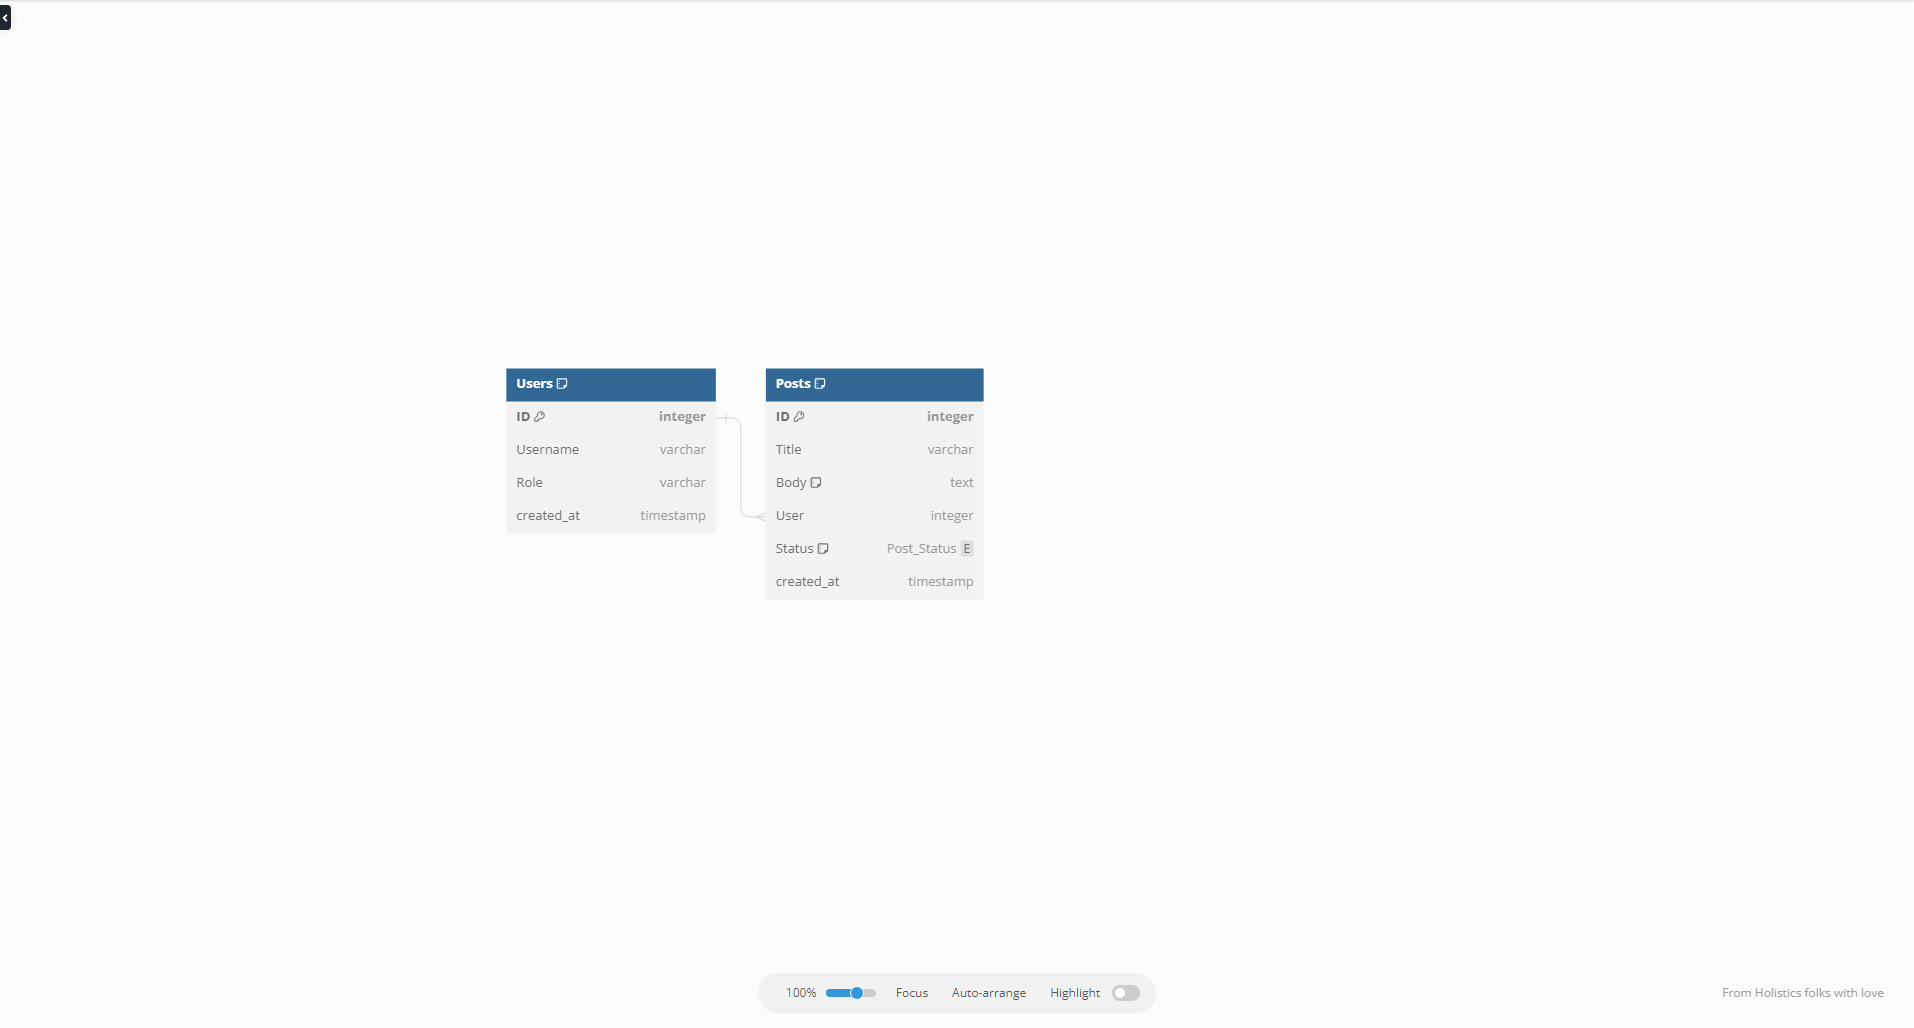 Users
ID integer
Username varchar
Role varchar
created_at timestamp
Posts
ID integer
Title varchar
Body text
User integer
Status Post_Status E
created_at timestamp
100% Focus Auto-arrange Highlight
From Holistics folks with love